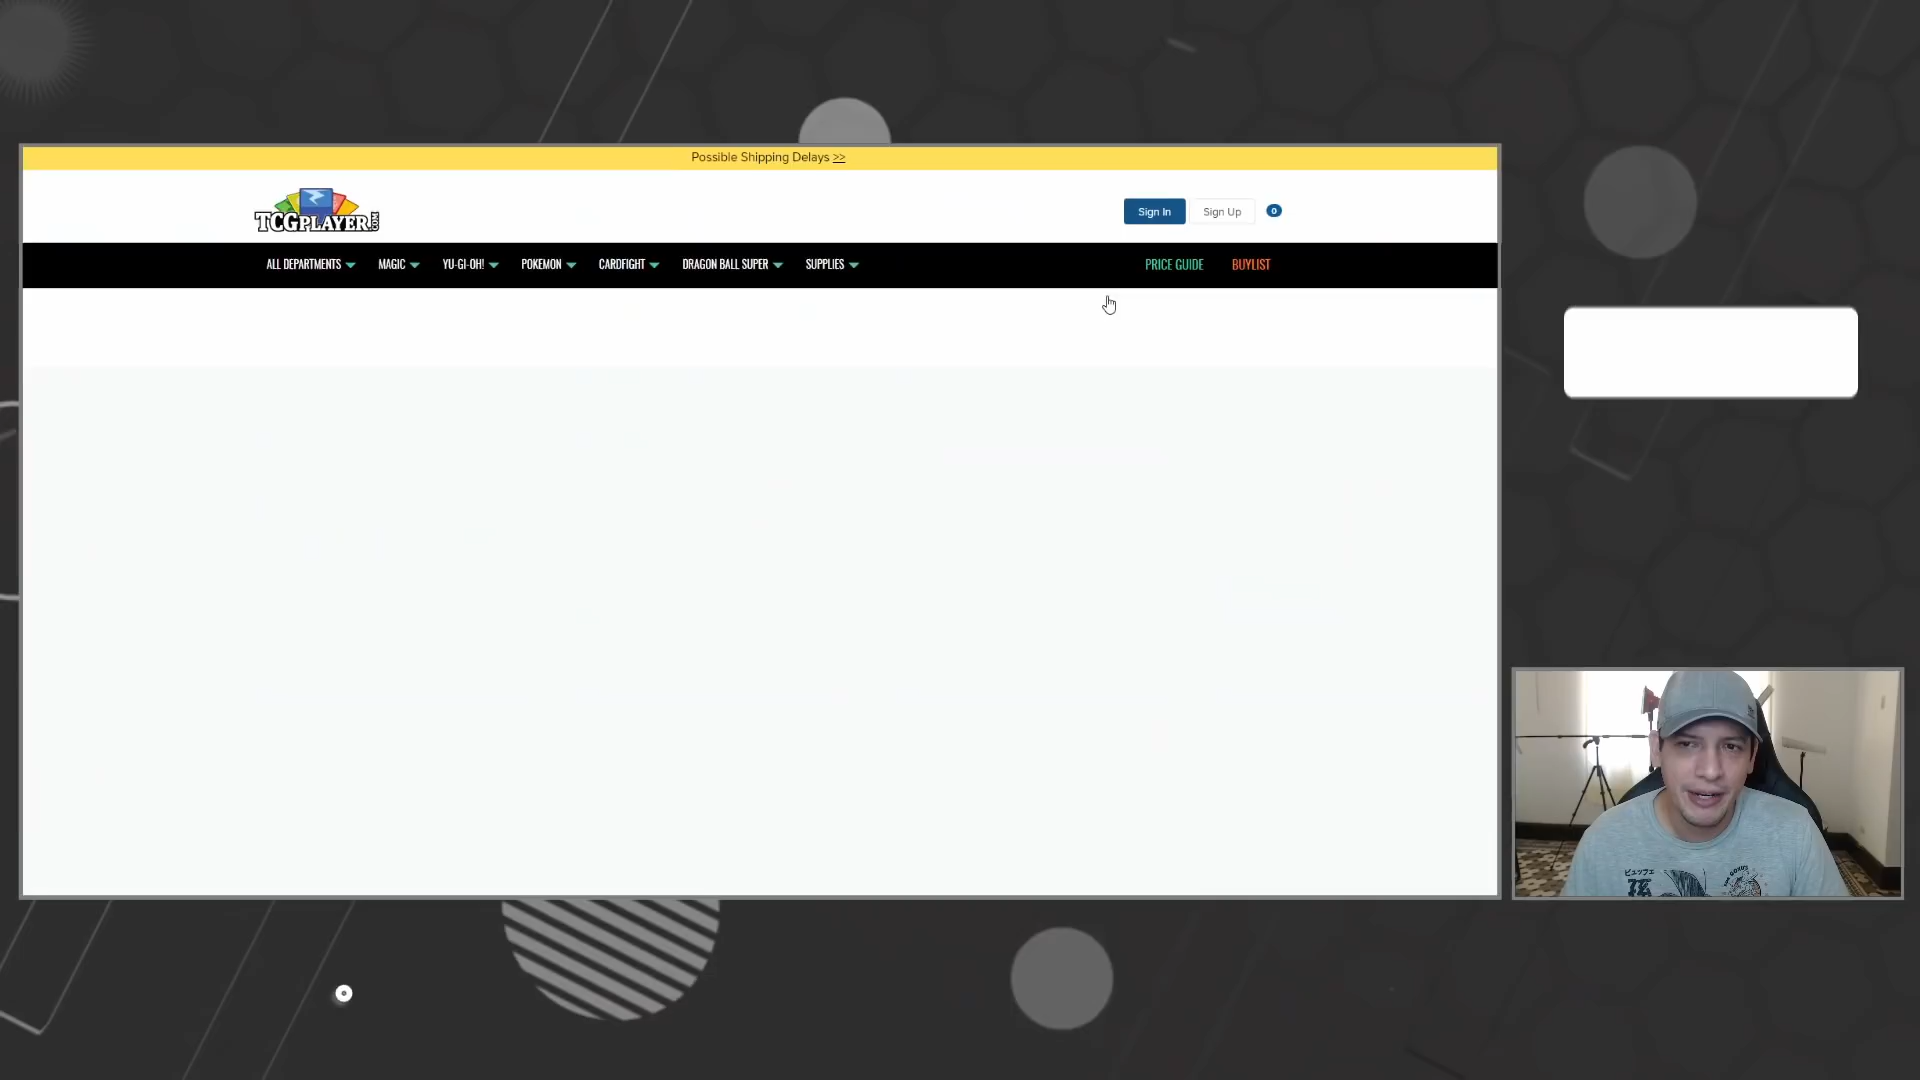 Possible Shipping Delays >>
TCGPLAYER.COM
Sign In
Sign Up
0
ALL DEPARTMENTS
MAGIC
YU-GI-OH!
POKEMON
CARDFIGHT
DRAGON BALL SUPER
SUPPLIES
PRICE GUIDE
BUYLIST